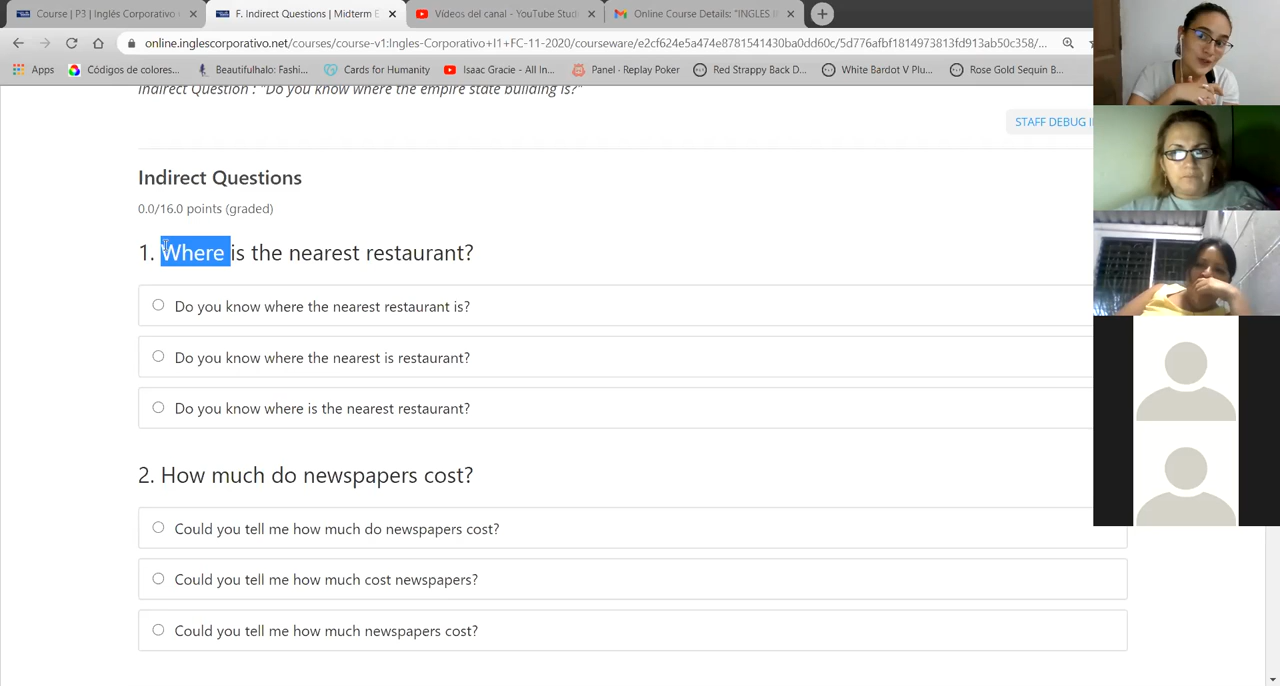 Course | P3 | Inglés Corporativo
F. Indirect Questions | Midterm E
Vídeos del canal - YouTube Stud
Online Course Details: "INGLES I
online.inglescorporativo.net/courses/course-v1:Ingles-Corporativo+I1+FC-11-2020/courseware/e2cf624e5a474e8781541430ba0dd60c/5d776afbf1814973813fd913ab50c358/...
Apps
Códigos de colores...
Beautifulhalo: Fashi...
Cards for Humanity
Isaac Gracie - All In...
Panel · Replay Poker
Red Strappy Back D...
White Bardot V Plu...
Rose Gold Sequin B...
Indirect Question : "Do you know where the empire state building is?"
STAFF DEBUG I
Indirect Questions
0.0/16.0 points (graded)
1. Where is the nearest restaurant?
Do you know where the nearest restaurant is?
Do you know where the nearest is restaurant?
Do you know where is the nearest restaurant?
2. How much do newspapers cost?
Could you tell me how much do newspapers cost?
Could you tell me how much cost newspapers?
Could you tell me how much newspapers cost?